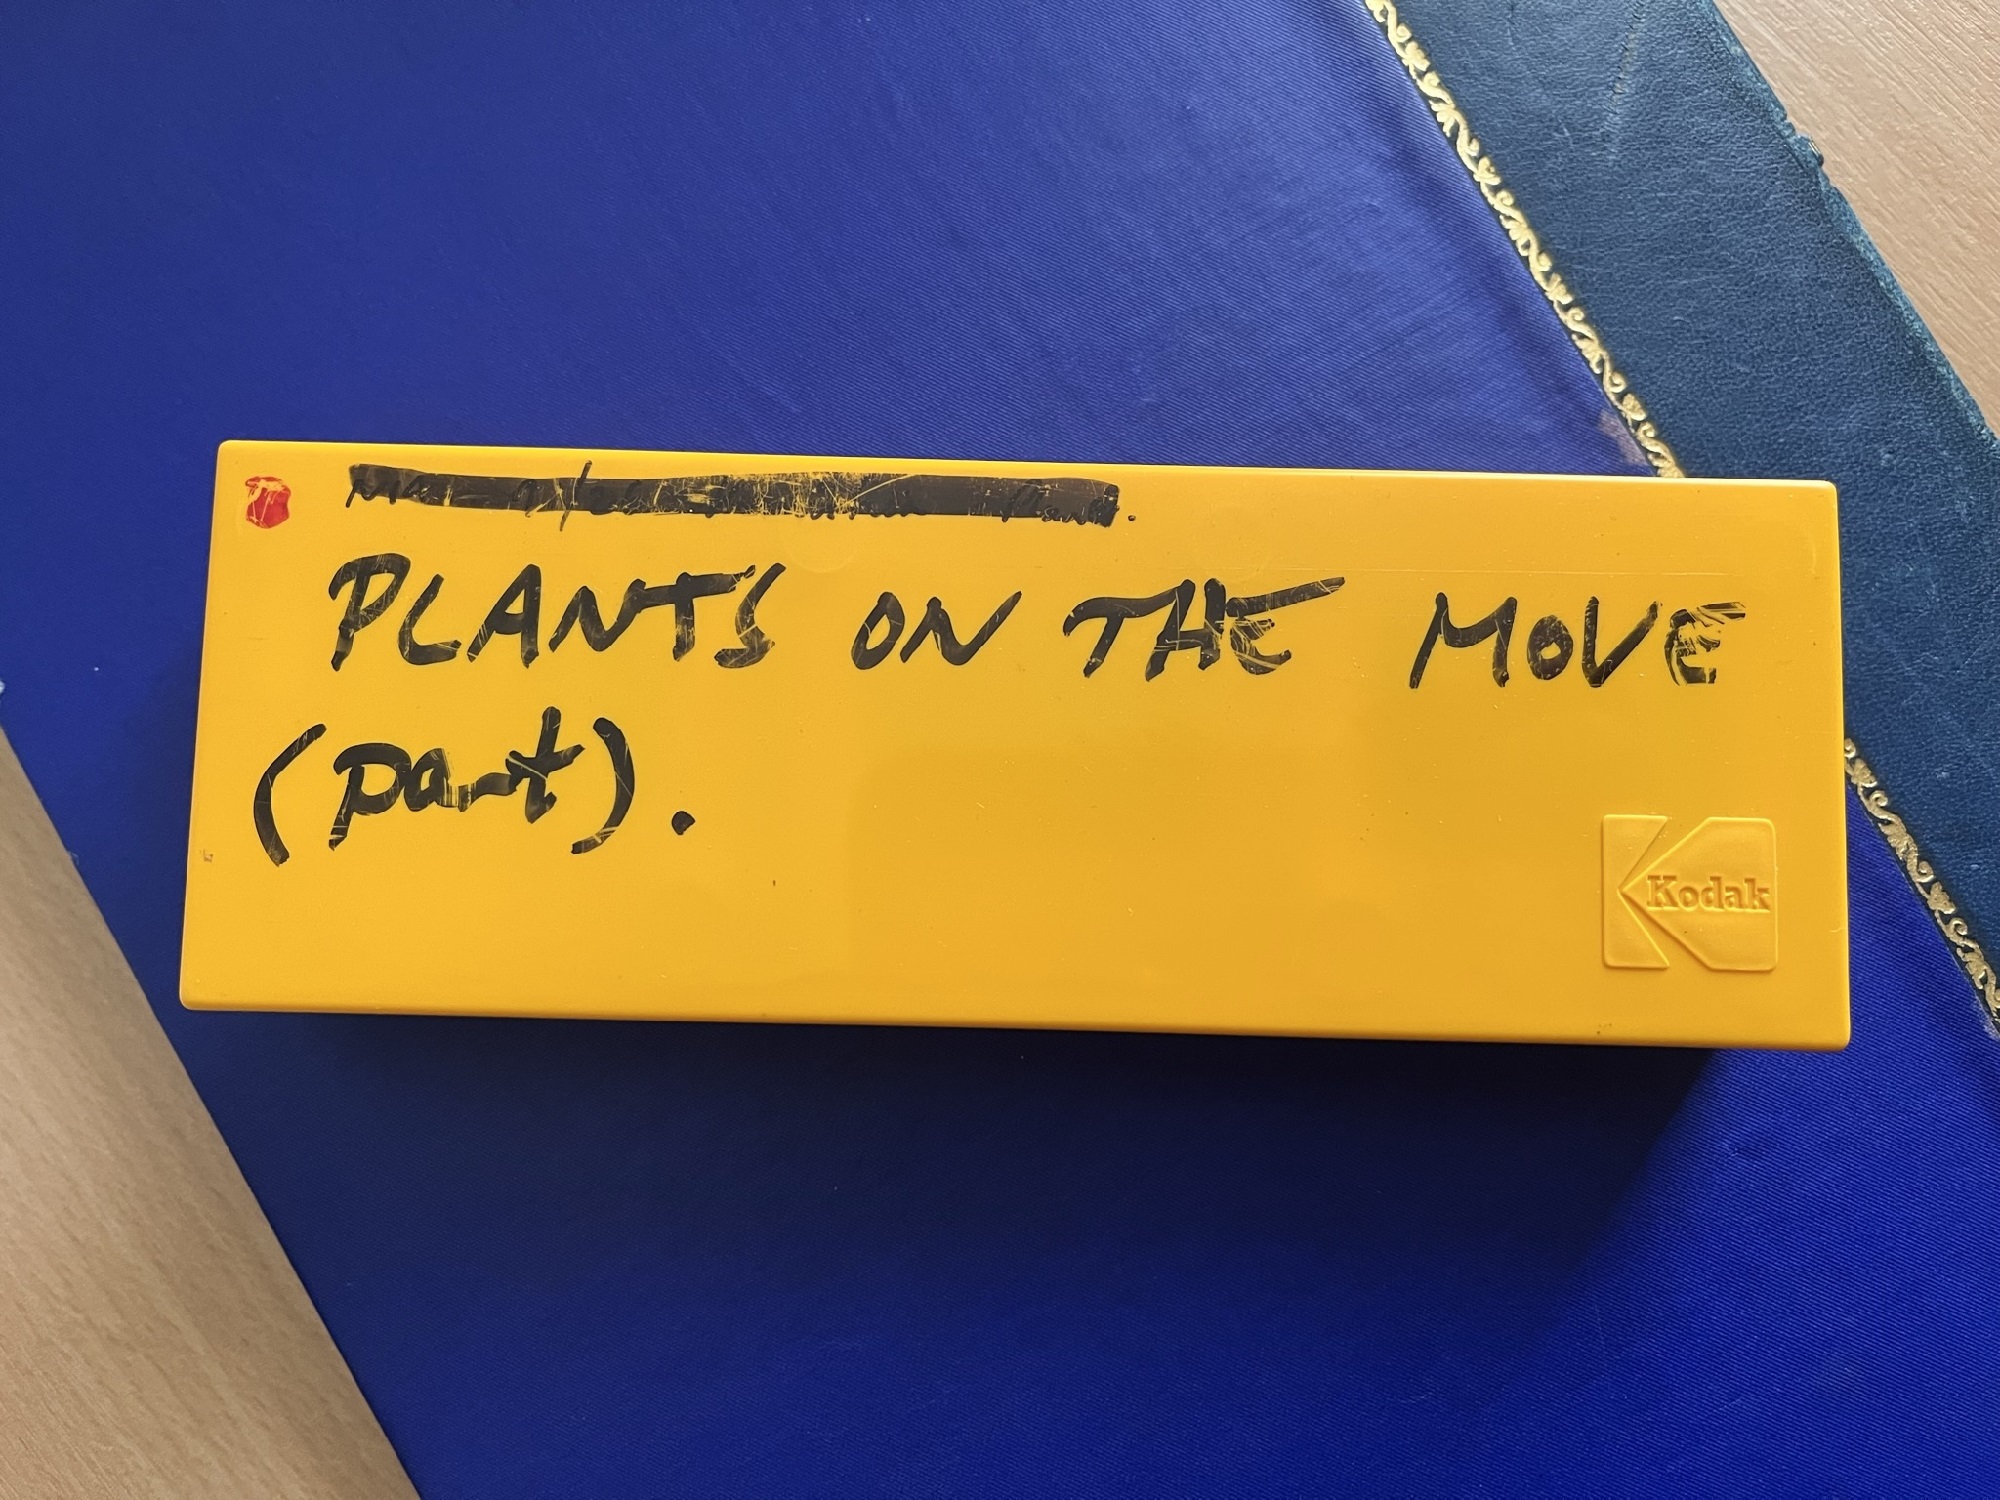 PLANTS ON THE MOVE
(part).
Kodak